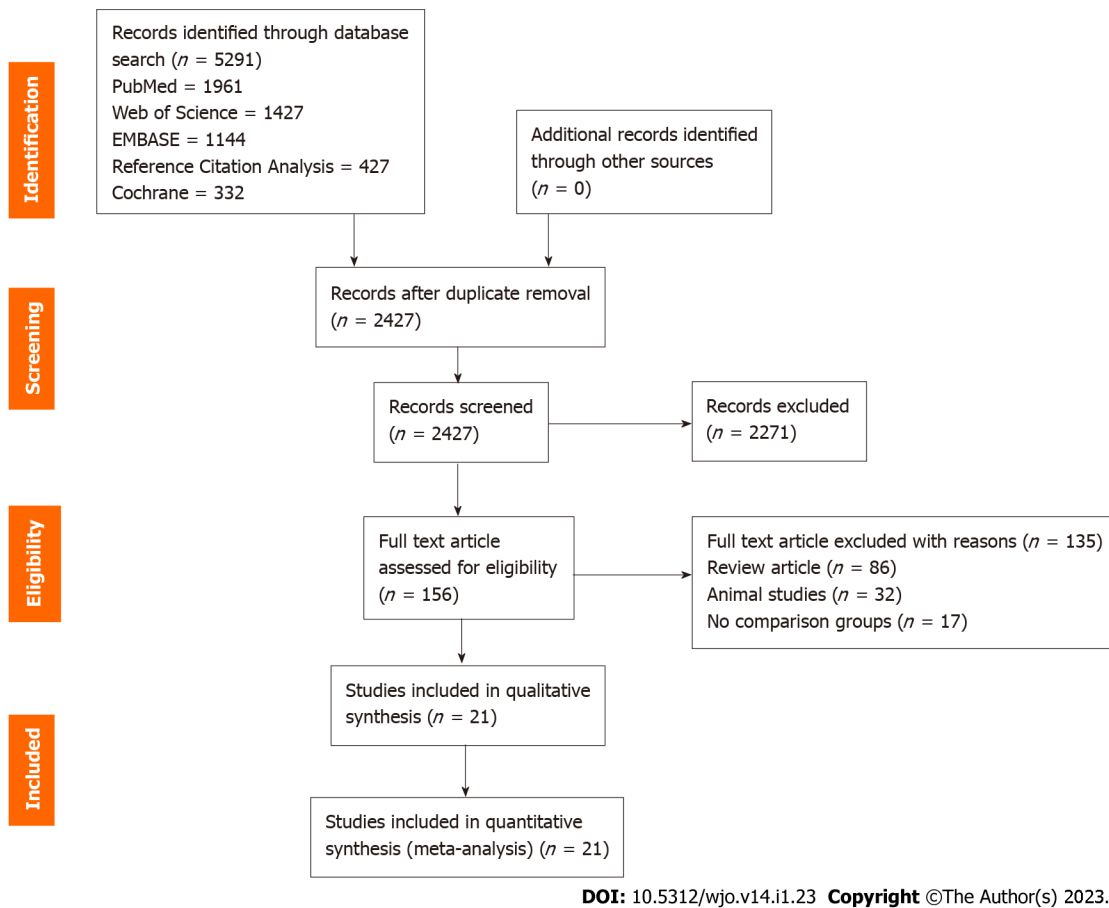 Identification
Records identified through database
search (n = 5291)
PubMed = 1961
Web of Science = 1427
EMBASE = 1144
Reference Citation Analysis = 427
Cochrane = 332
Additional records identified
through other sources
(n = 0)
Screening
Records after duplicate removal
(n = 2427)
Records screened
(n = 2427)
Records excluded
(n = 2271)
Eligibility
Full text article
assessed for eligibility
(n = 156)
Full text article excluded with reasons (n = 135)
Review article (n = 86)
Animal studies (n = 32)
No comparison groups (n = 17)
Included
Studies included in qualitative
synthesis (n = 21)
Studies included in quantitative
synthesis (meta-analysis) (n = 21)
DOI: 10.5312/wjo.v14.i1.23 Copyright ©The Author(s) 2023.